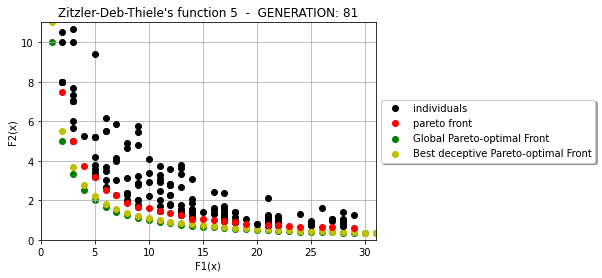 Zitzler-Deb-Thiele's function 5 - GENERATION: 81
F2(x)
10
8
6
4
2
0
0
5
10
15
20
25
30
F1(x)
individuals
pareto front
Global Pareto-optimal Front
Best deceptive Pareto-optimal Front